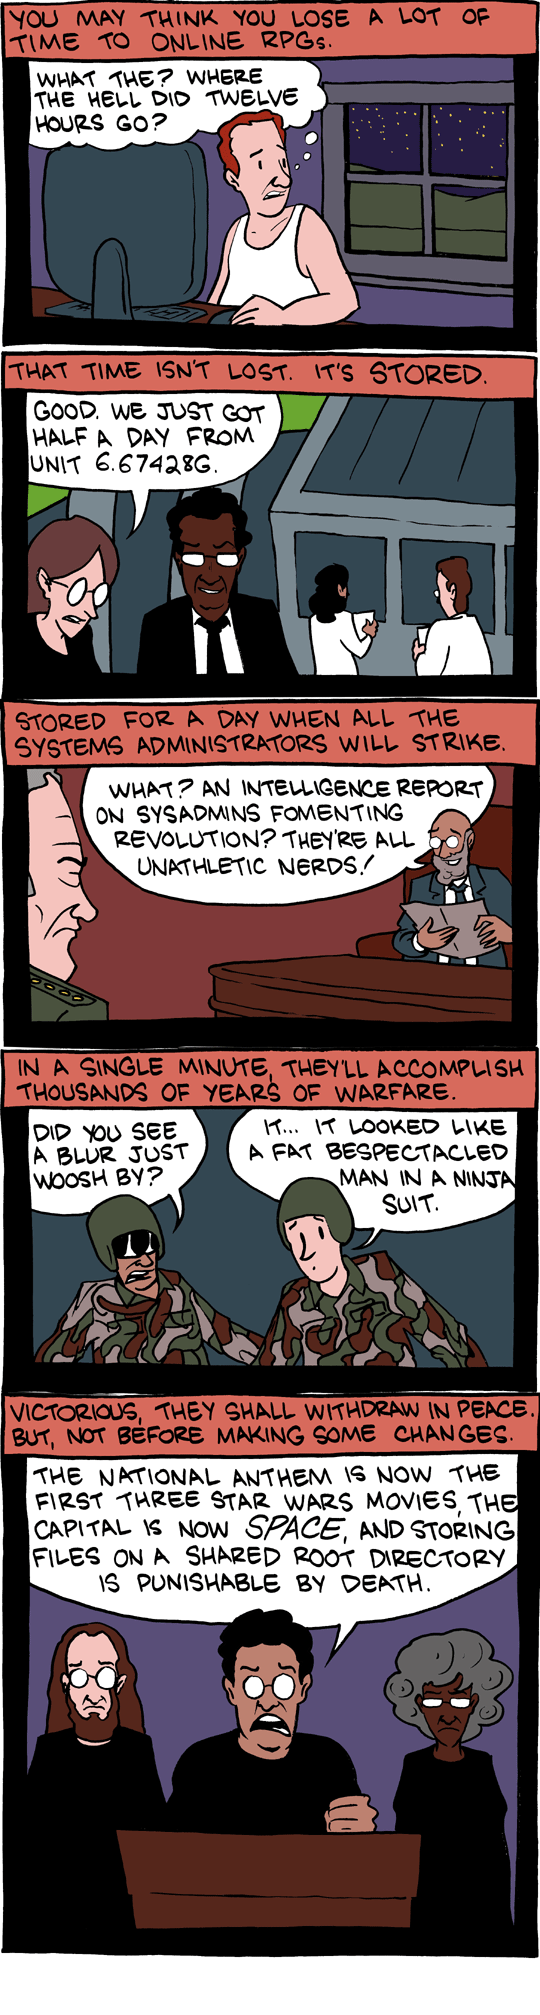 YOU MAY THINK YOU LOSE A LOT OF
TIME TO ONLINE RPGs.
WHAT THE? WHERE
THE HELL DID TWELVE
HOURS GO?
THAT TIME ISN'T LOST. IT'S STORED.
GOOD. WE JUST GOT
HALF A DAY FROM
UNIT 6.67428G.
STORED FOR A DAY WHEN ALL THE
SYSTEMS ADMINISTRATORS WILL STRIKE.
WHAT? AN INTELLIGENCE REPORT
ON SYSADMINS FOMENTING
REVOLUTION? THEY'RE ALL
UNATHLETIC NERDS!
IN A SINGLE MINUTE, THEY'LL ACCOMPLISH
THOUSANDS OF YEARS OF WARFARE.
DID YOU SEE
A BLUR JUST
WOOSH BY?
IT... IT LOOKED LIKE
A FAT BESPECTACLED
MAN IN A NINJA
SUIT.
VICTORIOUS, THEY SHALL WITHDRAW IN PEACE.
BUT, NOT BEFORE MAKING SOME CHANGES.
THE NATIONAL ANTHEM IS NOW THE
FIRST THREE STAR WARS MOVIES, THE
CAPITAL IS NOW SPACE, AND STORING
FILES ON A SHARED ROOT DIRECTORY
IS PUNISHABLE BY DEATH.